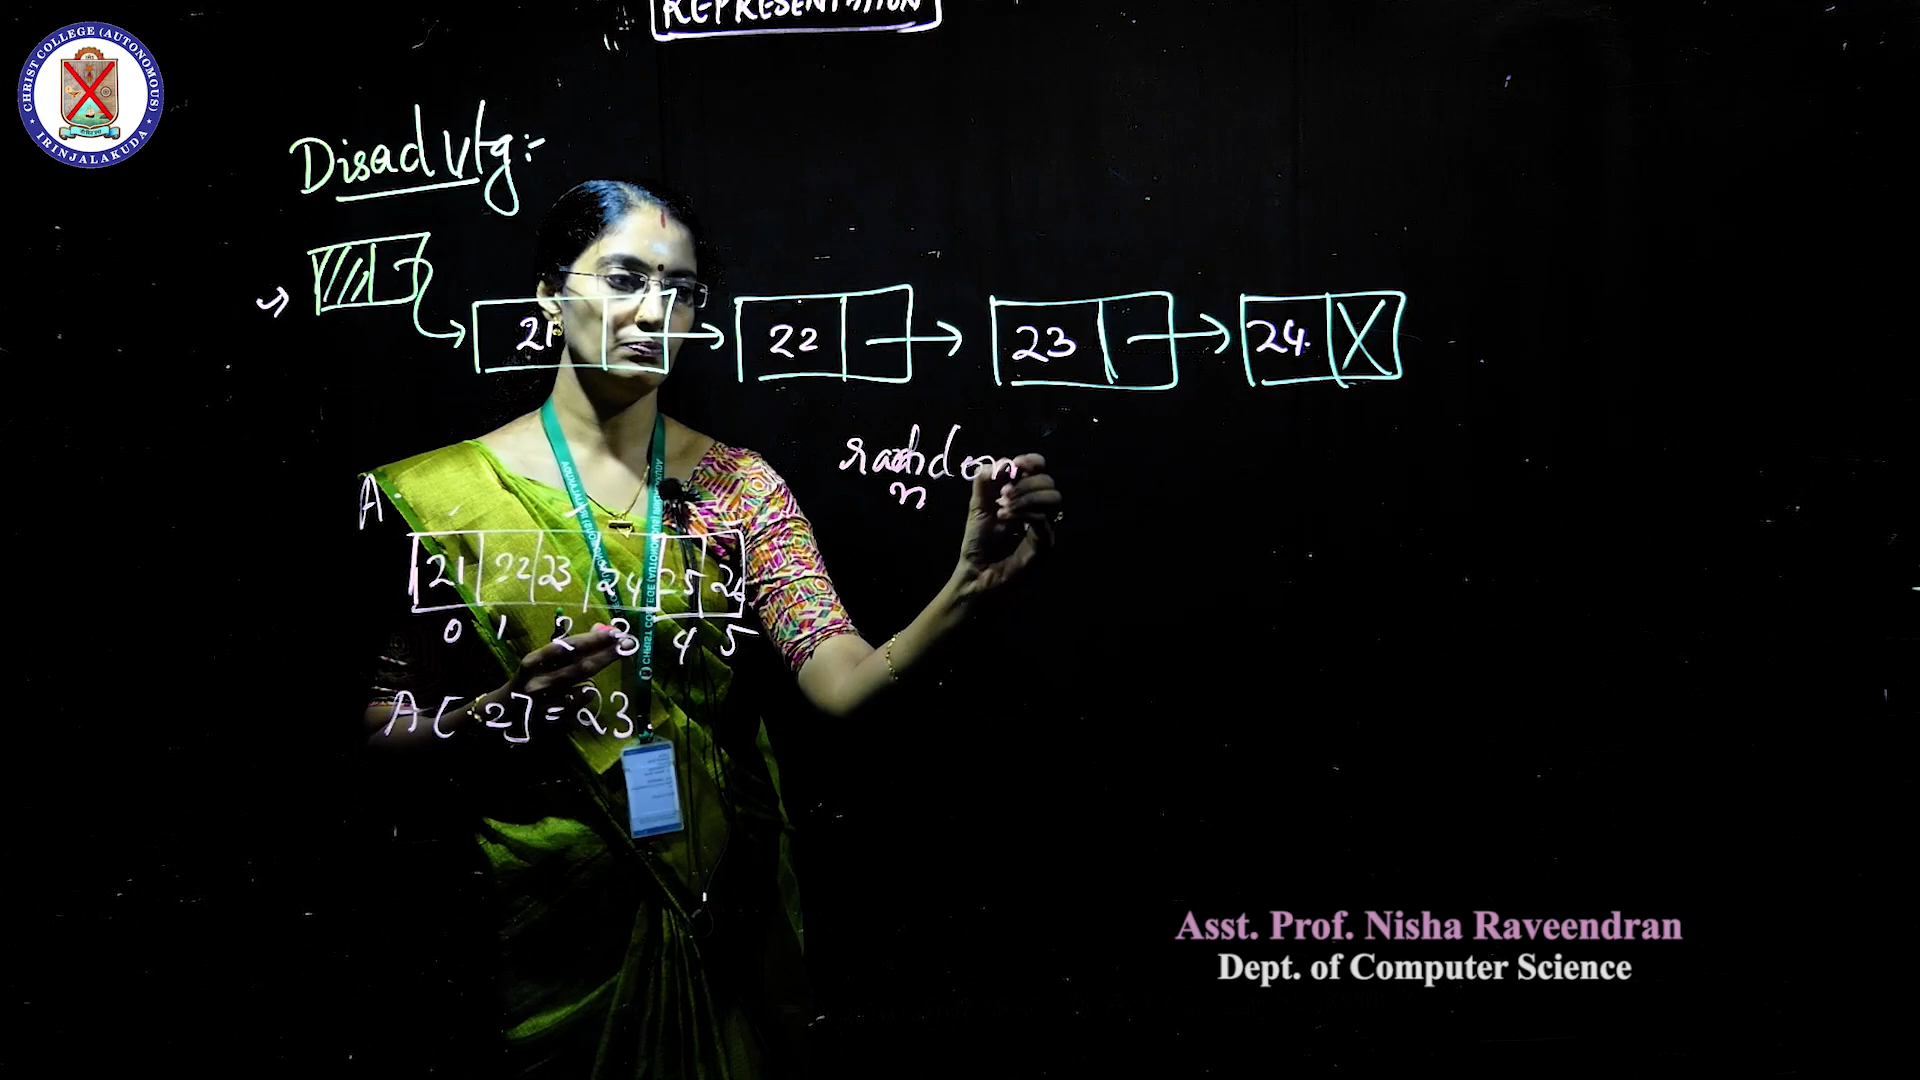 REPRESENTATION
CHRIST COLLEGE (AUTONOMOUS)
IRINJALAKUDA
Disadvtg:-
21 22 23 24. X
random
n
A
21 22 23 24 25 26
0 1 2 3 4 5
A[2] = 23.
Asst. Prof. Nisha Raveendran
Dept. of Computer Science